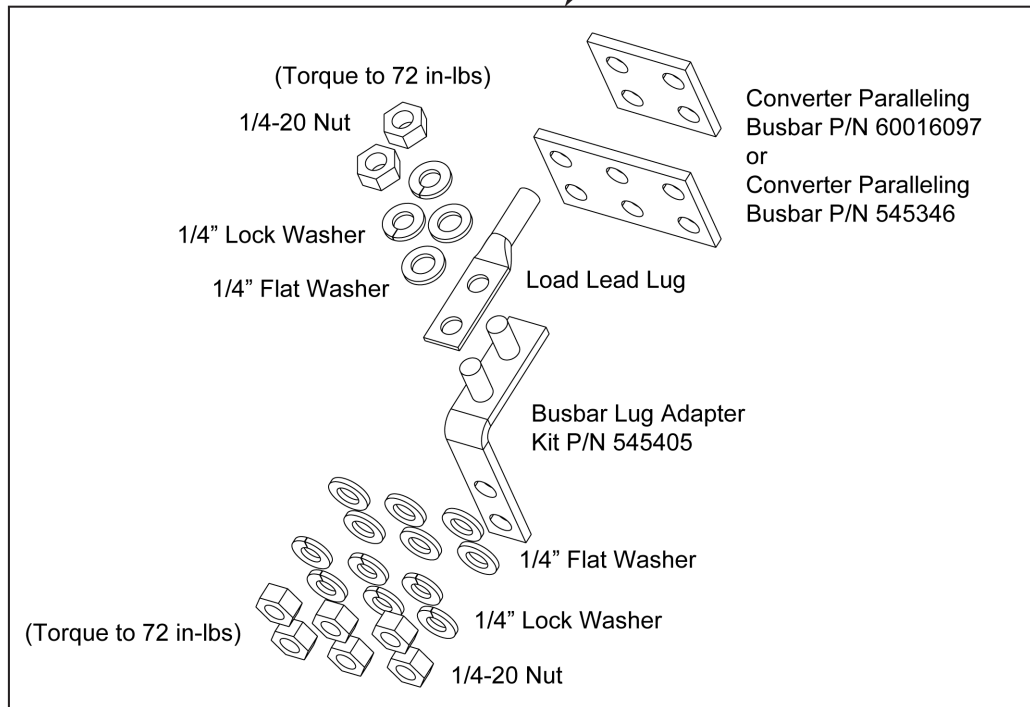 (Torque to 72 in-lbs)
1/4-20 Nut
1/4” Lock Washer
1/4” Flat Washer
Converter Paralleling
Busbar P/N 60016097
or
Converter Paralleling
Busbar P/N 545346
Load Lead Lug
Busbar Lug Adapter
Kit P/N 545405
1/4” Flat Washer
1/4” Lock Washer
(Torque to 72 in-lbs)
1/4-20 Nut